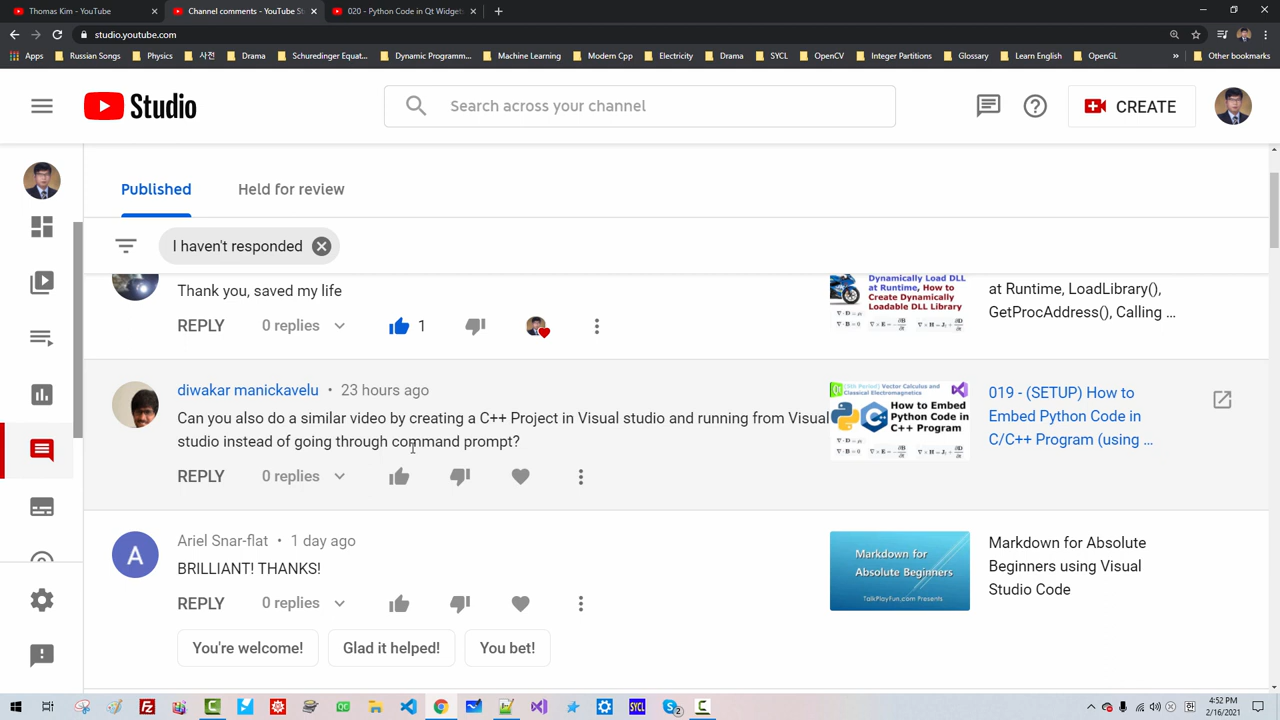 Thomas Kim - YouTube
Channel comments - YouTube St
020 - Python Code in Qt Widget
studio.youtube.com
Apps
Russian Songs
Physics
사전
Drama
Schuredinger Equat...
Dynamic Programm...
Machine Learning
Modern Cpp
Electricity
Drama
SYCL
OpenCV
Integer Partitions
Glossary
Learn English
OpenGL
»
Other bookmarks
Studio
Search across your channel
CREATE
Published
Held for review
I haven't responded
Thank you, saved my life
REPLY 0 replies 1
Dynamically Load DLL
at Runtime, How to
Create Dynamically
Loadable DLL Library
at Runtime, LoadLibrary(),
GetProcAddress(), Calling ...
diwakar manickavelu • 23 hours ago
Can you also do a similar video by creating a C++ Project in Visual studio and running from Visual
studio instead of going through command prompt?
REPLY 0 replies
Vector Calculus and
Classical Electromagnetics
How to Embed
Python Code in
C++ Program
019 - (SETUP) How to
Embed Python Code in
C/C++ Program (using ...
A
Ariel Snar-flat • 1 day ago
BRILLIANT! THANKS!
REPLY 0 replies
You're welcome!
Glad it helped!
You bet!
Markdown for
Absolute Beginners
TalkPlayFun.com Presents
Markdown for Absolute
Beginners using Visual
Studio Code
4:52 PM
2/16/2021